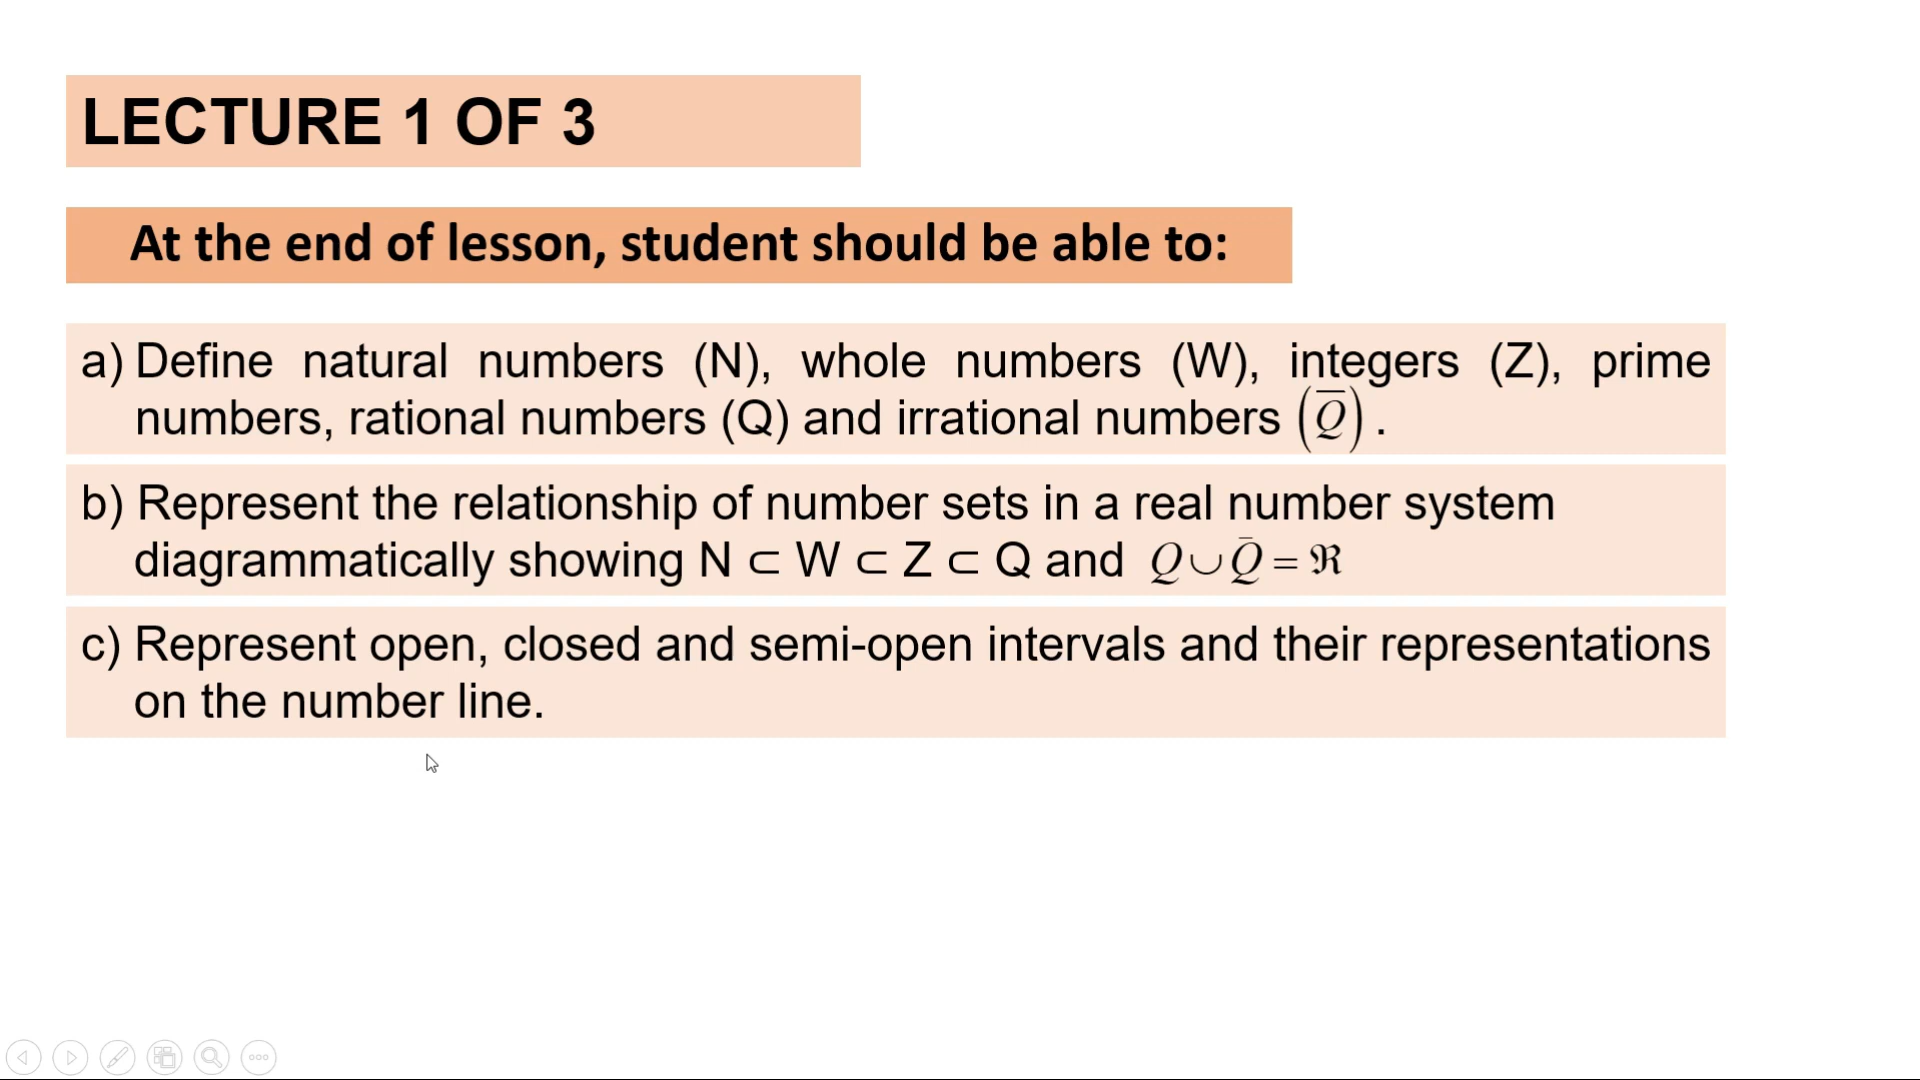 LECTURE 1 OF 3
At the end of lesson, student should be able to:
a) Define natural numbers (N), whole numbers (W), integers (Z), prime
numbers, rational numbers (Q) and irrational numbers (Q̅) .
b) Represent the relationship of number sets in a real number system
diagrammatically showing N ⊂ W ⊂ Z ⊂ Q and Q∪Q̅ = ℜ
c) Represent open, closed and semi-open intervals and their representations
on the number line.